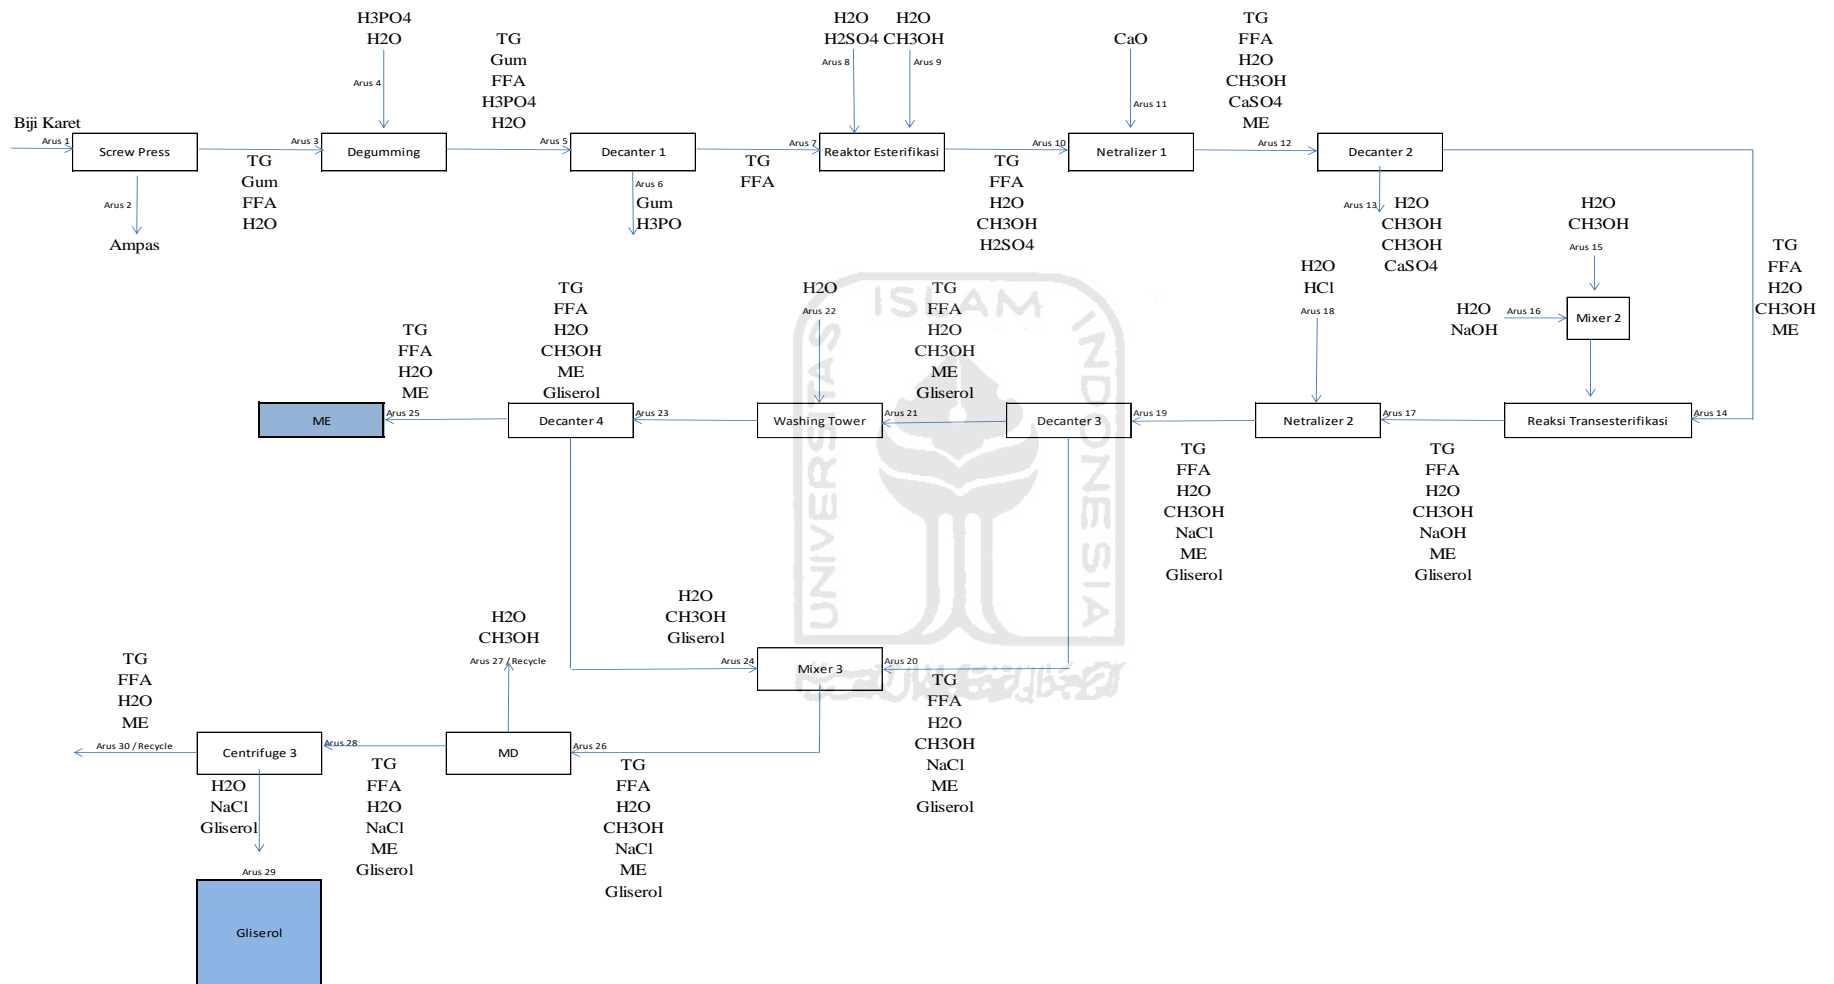 H3PO4
H2O
Arus 4
TG
Gum
FFA
H3PO4
H2O
H2O
H2SO4
Arus 8
H2O
CH3OH
Arus 9
CaO
Arus 11
TG
FFA
H2O
CH3OH
CaSO4
ME
Biji Karet
Arus 1
Screw Press
Arus 3
Degumming
Arus 5
Decanter 1
Arus 7
Reaktor Esterifikasi
Arus 10
Netralizer 1
Arus 12
Decanter 2
Arus 2
Ampas
TG
Gum
FFA
H2O
Arus 6
Gum
H3PO
TG
FFA
TG
FFA
H2O
CH3OH
H2SO4
Arus 13
H2O
CH3OH
CH3OH
CaSO4
H2O
CH3OH
Arus 15
TG
FFA
H2O
CH3OH
ME
H2O
NaOH
Arus 16
Mixer 2
H2O
HCl
Arus 18
H2O
Arus 22
TG
FFA
H2O
CH3OH
ME
Gliserol
TG
FFA
H2O
CH3OH
ME
Gliserol
TG
FFA
H2O
ME
ME
Arus 25
Decanter 4
Arus 23
Washing Tower
Arus 21
Decanter 3
Arus 19
Netralizer 2
Arus 17
Reaksi Transesterifikasi
Arus 14
TG
FFA
H2O
CH3OH
NaCl
ME
Gliserol
TG
FFA
H2O
CH3OH
NaOH
ME
Gliserol
UNIVERSITAS
ISLAM
INDONESIA
H2O
CH3OH
Gliserol
Arus 24
Mixer 3
Arus 20
TG
FFA
H2O
CH3OH
NaCl
ME
Gliserol
H2O
CH3OH
Arus 27 / Recycle
TG
FFA
H2O
ME
Arus 30 / Recycle
Centrifuge 3
Arus 28
MD
Arus 26
H2O
NaCl
Gliserol
TG
FFA
H2O
NaCl
ME
Gliserol
TG
FFA
H2O
CH3OH
NaCl
ME
Gliserol
Arus 29
Gliserol